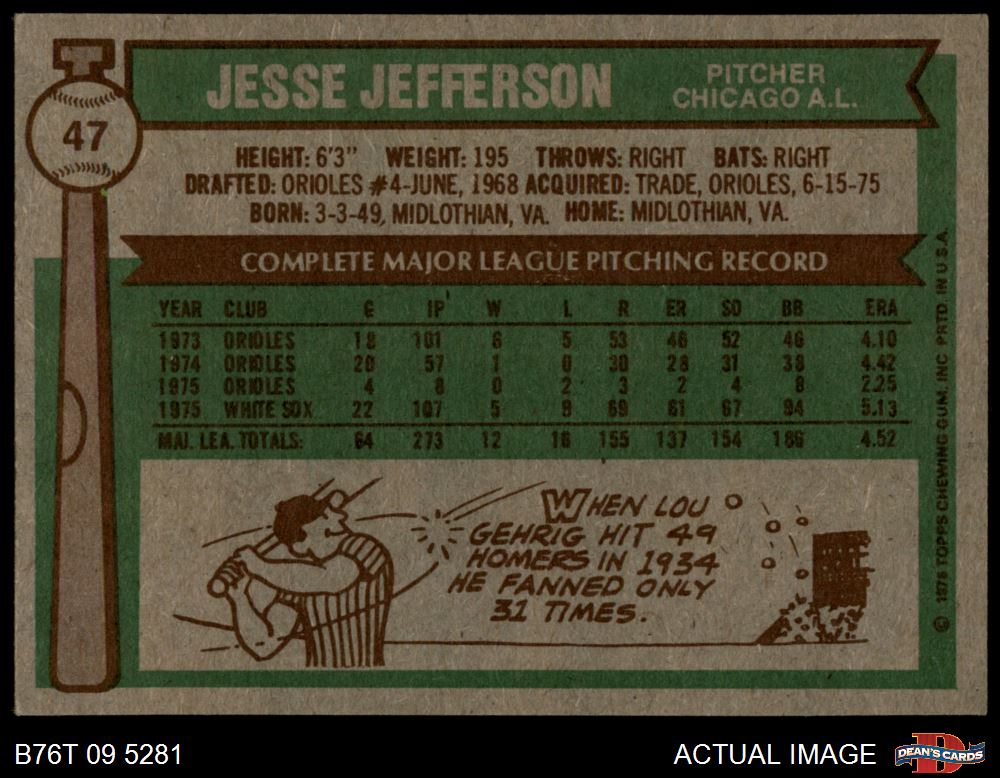 47
JESSE JEFFERSON
PITCHER
CHICAGO A.L.
HEIGHT: 6'3" WEIGHT: 195 THROWS: RIGHT BATS: RIGHT
DRAFTED: ORIOLES #4-JUNE, 1968 ACQUIRED: TRADE, ORIOLES, 6-15-75
BORN: 3-3-49, MIDLOTHIAN, VA. HOME: MIDLOTHIAN, VA.
COMPLETE MAJOR LEAGUE PITCHING RECORD
YEAR CLUB G IP W L R ER SO BB ERA
1973 ORIOLES 18 101 6 5 53 46 52 46 4.10
1974 ORIOLES 20 57 1 0 30 28 31 38 4.42
1975 ORIOLES 4 8 0 2 3 2 4 8 2.25
1975 WHITE SOX 22 107 5 9 69 61 67 94 5.13
MAJ. LEA. TOTALS: 64 273 12 16 155 137 154 186 4.52
WHEN LOU
GEHRIG HIT 49
HOMERS IN 1934
HE FANNED ONLY
31 TIMES.
© 1976 TOPPS CHEWING GUM, INC PRTD. IN U.S.A.
B76T 09 5281
ACTUAL IMAGE
DEAN'S CARDS